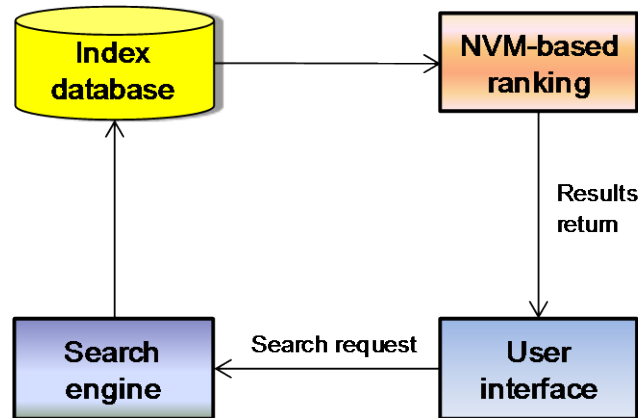 Index
database
NVM-based
ranking
Results
return
Search
engine
Search request
User
interface